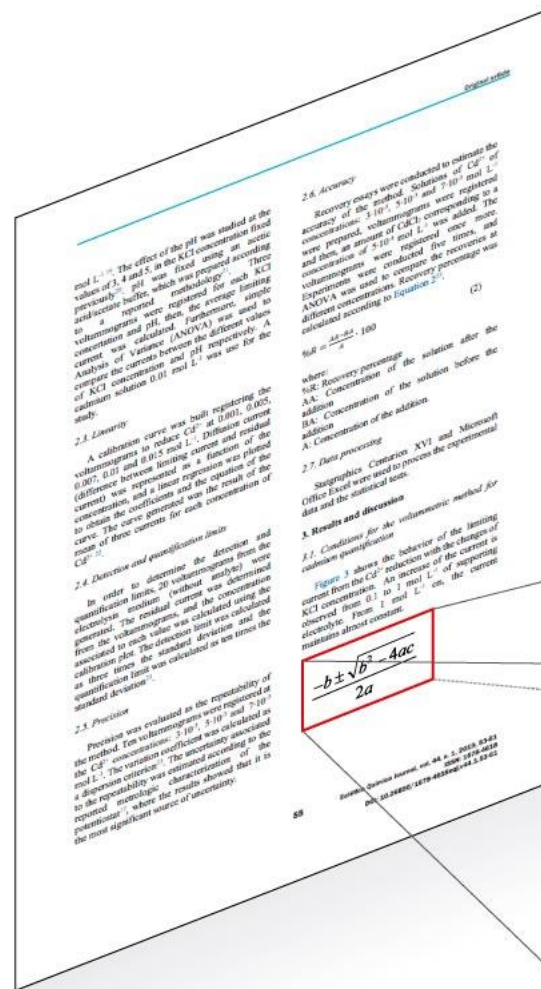 Original article
mol L⁻¹ ¹⁹. The effect of the pH was studied at the
values of 3, 4 and 5, in the KCl concentration fixed
previously²⁰. pH was fixed using an acetic
acid/acetate buffer, which was prepared according
to a reported methodology²¹. Three
voltammograms were registered for each KCl
concertation and pH, then, the average limiting
current was calculated. Furthermore, simple
Analysis of Variance (ANOVA) was used to
compare the currents between the different values
of KCl concentration and pH respectively. A
cadmium solution 0.01 mol L⁻¹ was use for the
study.
2.3. Linearity
A calibration curve was built registering the
voltammograms to reduce Cd²⁺ at 0.001, 0.005,
0.007, 0.01 and 0.015 mol L⁻¹. Diffusion current
(difference between limiting current and residual
current) was represented as a function of the
concentration, and a linear regression was plotted
to obtain the coefficients and the equation of the
curve. The curve generated was the result of the
mean of three currents for each concentration of
Cd²⁺ ²².
2.4. Detection and quantification limits
In order to determine the detection and
quantification limits, 20 voltammograms from the
electrolysis medium (without analyte) were
generated. The residual current was determined
from the voltammograms, and the concentration
associated to each value was calculated using the
calibration plot. The detection limit was calculated
as three times the standard deviation and the
quantification limit was calculated as ten times the
standard deviation²³.
2.5. Precision
Precision was evaluated as the repeatability of
the method. Ten voltammograms were registered at
the Cd²⁺ concentrations: 3·10⁻³, 5·10⁻³ and 7·10⁻³
mol L⁻¹. The variation coefficient was calculated as
a dispersion criterion²³. The uncertainty associated
to the repeatability was estimated according to the
reported metrologic characterization of the
potentiostat¹⁷, where the results showed that it is
the most significant source of uncertainty.
2.6. Accuracy
Recovery essays were conducted to estimate the
accuracy of the method. Solutions of Cd²⁺ of
concentrations: 3·10⁻³, 5·10⁻³ and 7·10⁻³ mol L⁻¹
were prepared, voltammograms were registered
and then, an amount of CdCl₂ corresponding to a
concentration of 5·10⁻³ mol L⁻¹ was added. The
voltammograms were registered once more.
Experiments were conducted five times, and
ANOVA was used to compare the recoveries at
different concentrations. Recovery percentage was
calculated according to Equation 2²³.
%R = (AA−BA)/A · 100 (2)
where:
%R: Recovery percentage
AA: Concentration of the solution after the
addition
BA: Concentration of the solution before the
addition
A: Concentration of the addition.
2.7. Data processing
Statgraphics Centurion XVI and Microsoft
Office Excel were used to process the experimental
data and the statistical tests.
3. Results and discussion
3.1. Conditions for the voltammetric method for
cadmium quantification
Figure 3 shows the behavior of the limiting
current from the Cd²⁺ reduction with the changes of
KCl concentration. An increase of the current is
observed from 0.1 to 1 mol L⁻¹ of supporting
electrolyte. From 1 mol L⁻¹ on, the current
maintains almost constant.
−b ± √b² − 4ac
2a
55
Eclética Química Journal, vol. 44, n. 1, 2019, 53-61
ISSN: 1678-4618